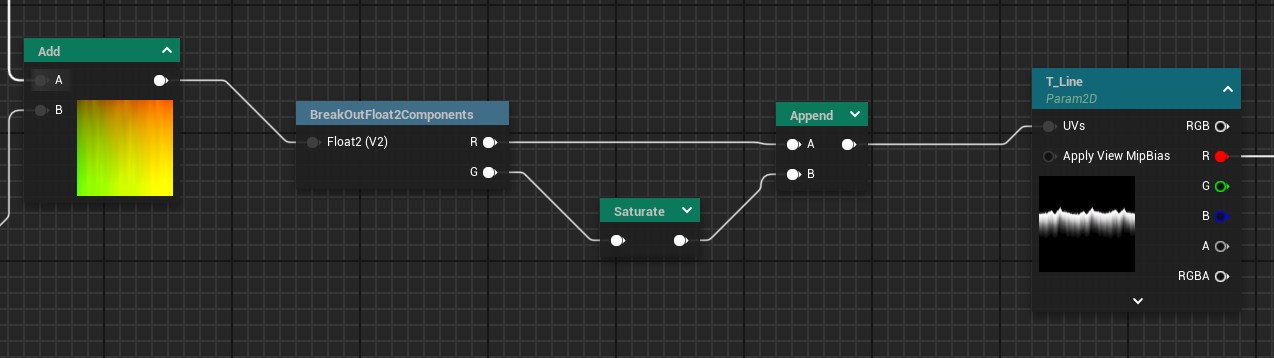 Add
A
B
BreakOutFloat2Components
Float2 (V2)
R
G
Saturate
Append
A
B
T_Line
Param2D
UVs
RGB
Apply View MipBias
R
G
B
A
RGBA